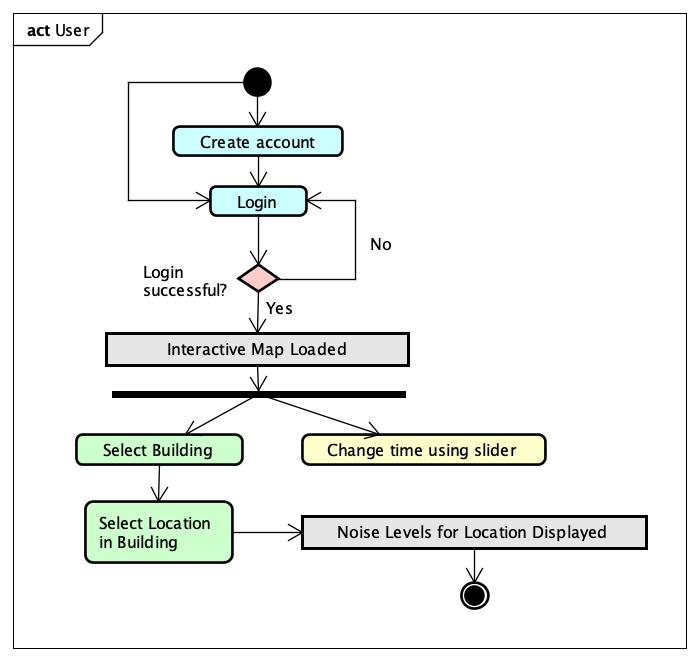 act User
Create account
Login
No
Login
successful?
Yes
Interactive Map Loaded
Select Building
Change time using slider
Select Location
in Building
Noise Levels for Location Displayed